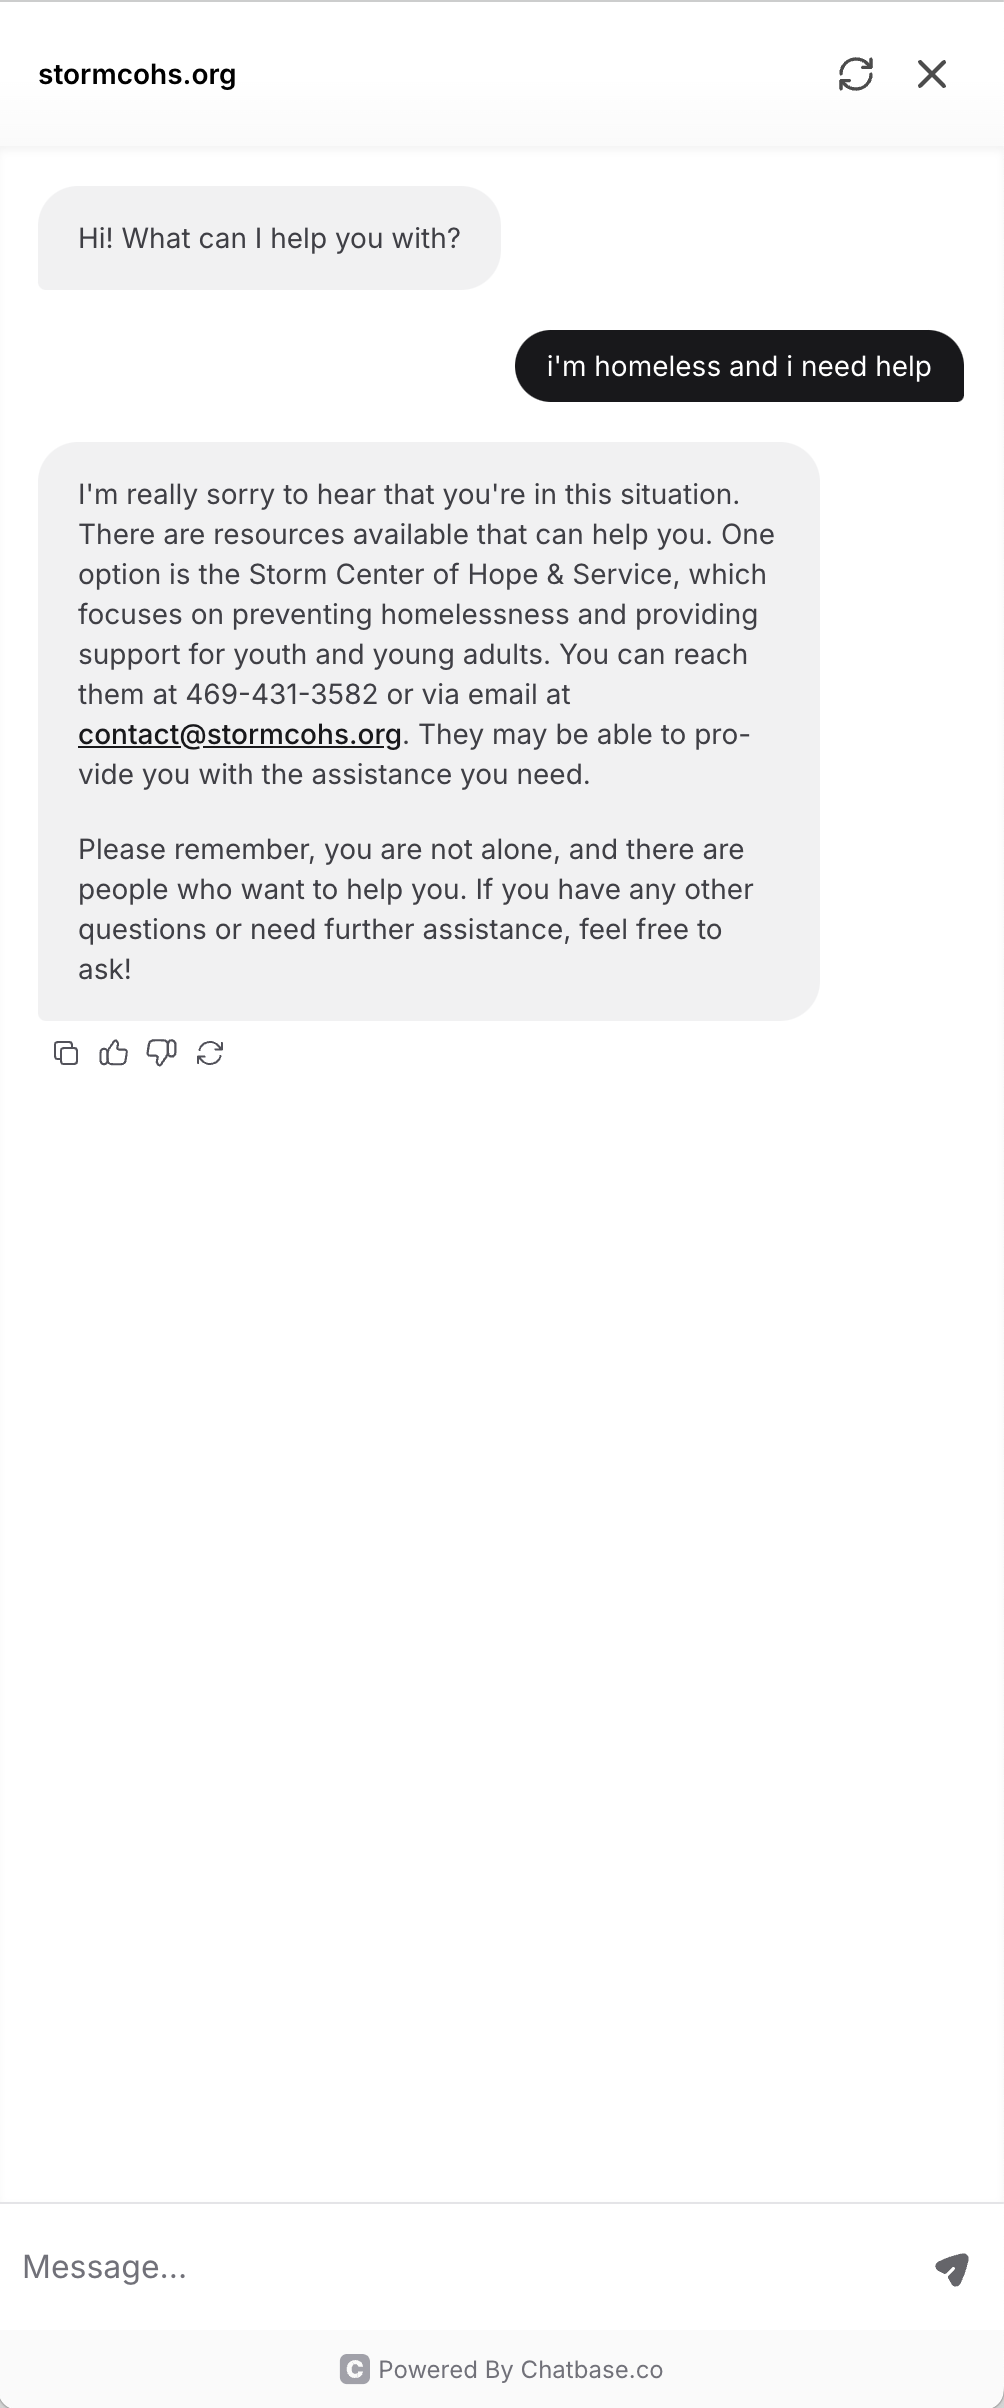 stormcohs.org
Hi! What can I help you with?
i'm homeless and i need help
I'm really sorry to hear that you're in this situation.
There are resources available that can help you. One
option is the Storm Center of Hope & Service, which
focuses on preventing homelessness and providing
support for youth and young adults. You can reach
them at 469-431-3582 or via email at
contact@stormcohs.org. They may be able to pro-
vide you with the assistance you need.
Please remember, you are not alone, and there are
people who want to help you. If you have any other
questions or need further assistance, feel free to
ask!
Message...
C Powered By Chatbase.co